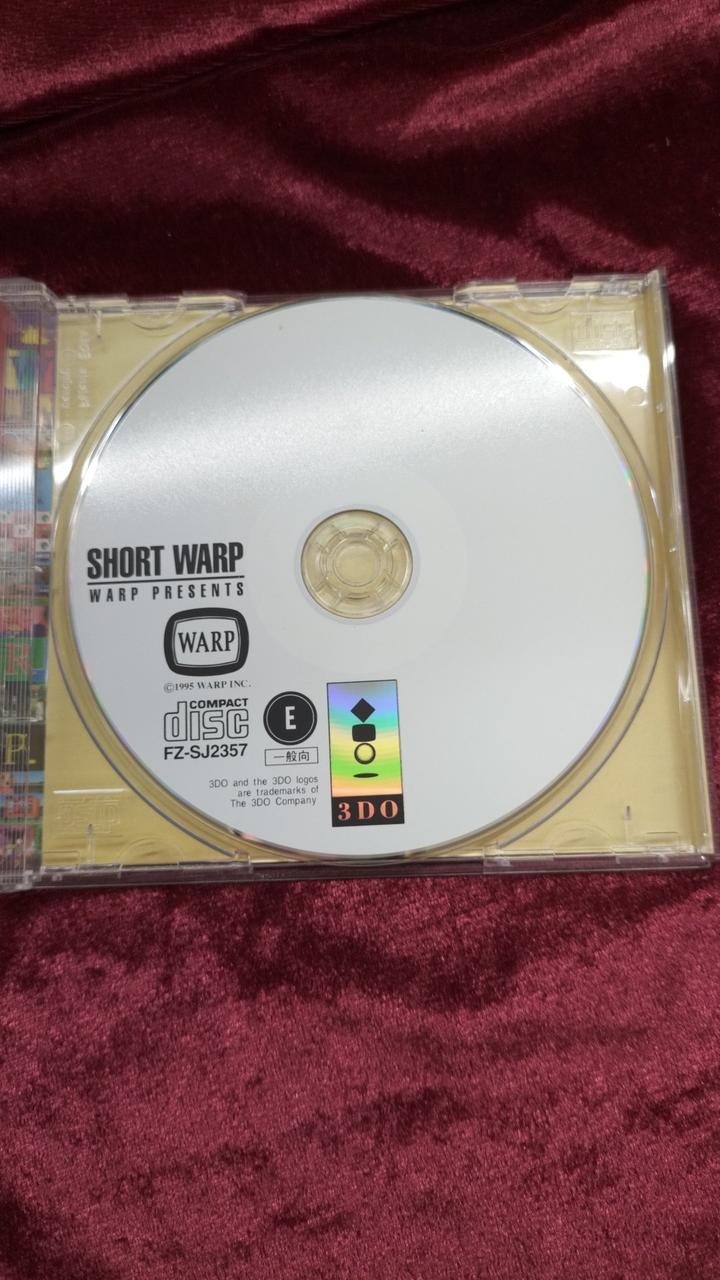 SHORT WARP
WARP PRESENTS
WARP
©1995 WARP INC.
COMPACT
disc
FZ-SJ2357
E
一般向
3DO and the 3DO logos
are trademarks of
The 3DO Company
3DO
R
P